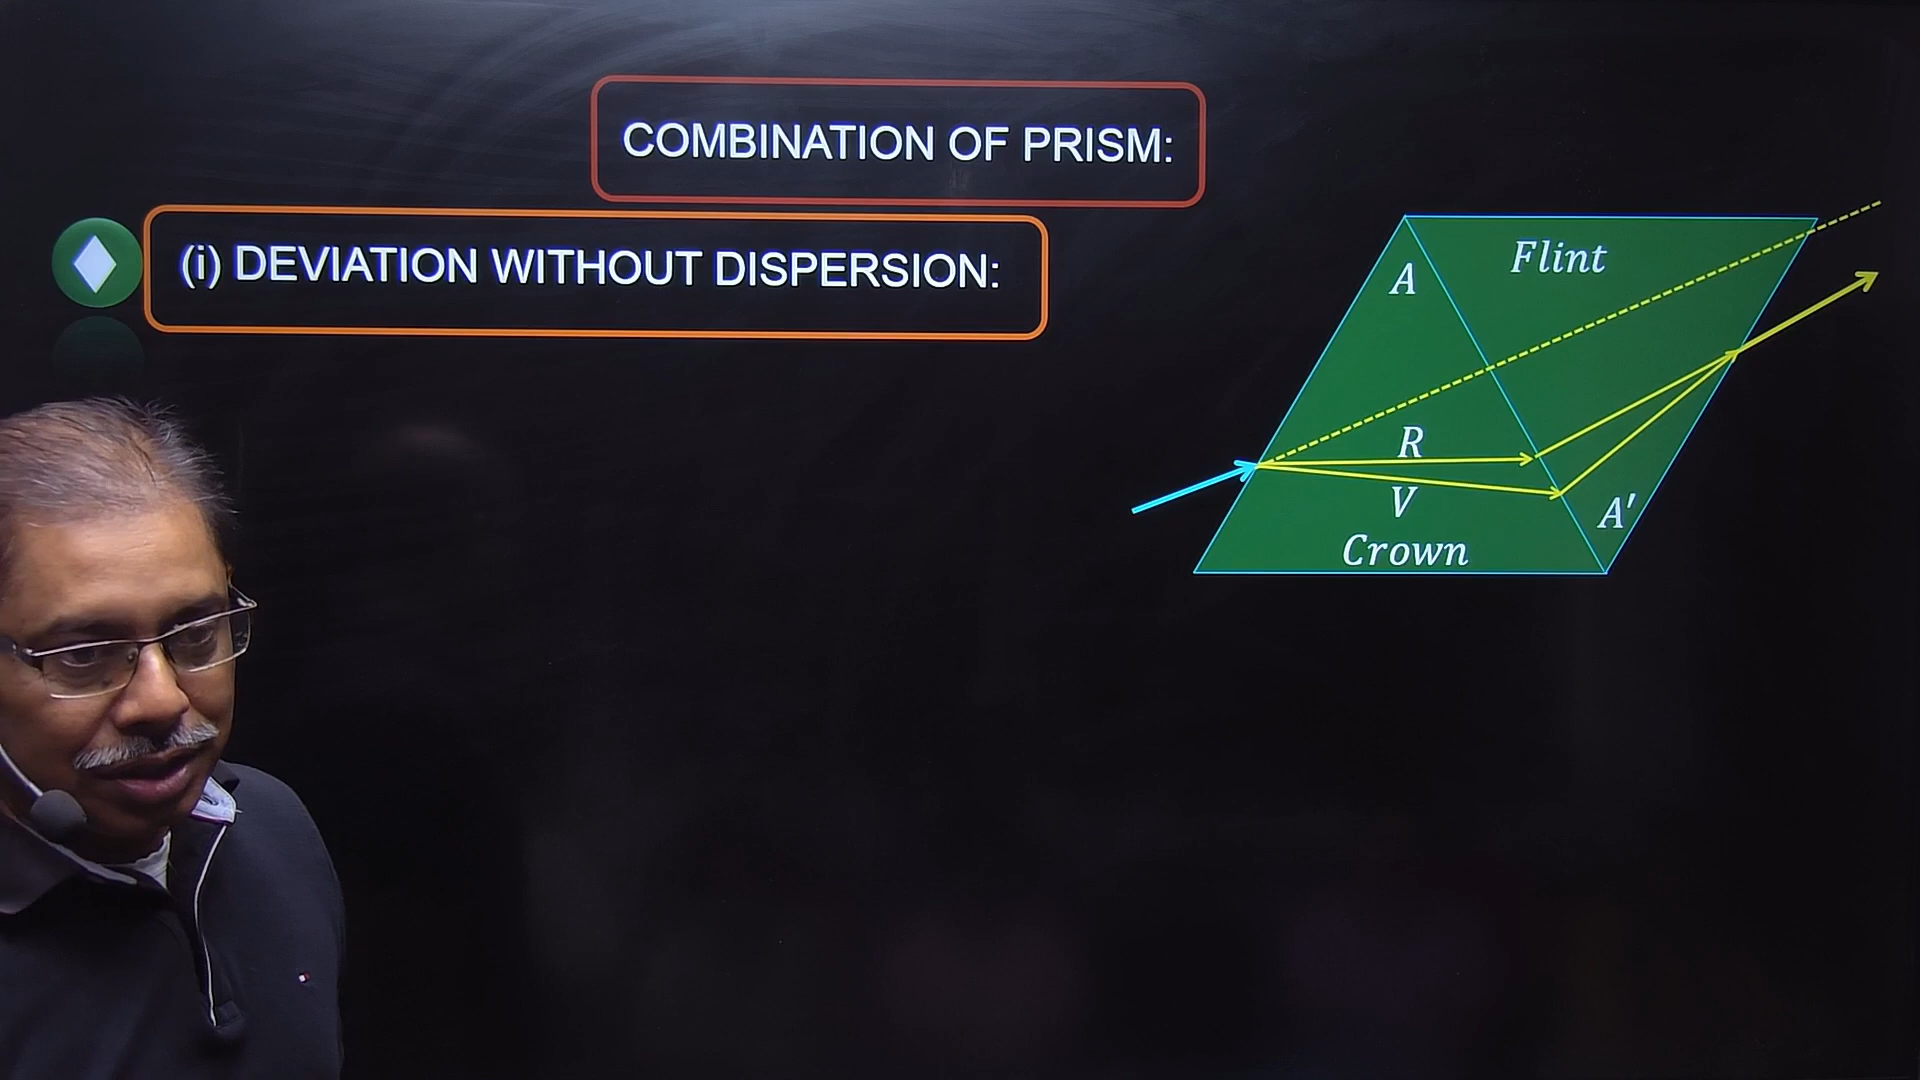 COMBINATION OF PRISM:
(i) DEVIATION WITHOUT DISPERSION:
Flint
A
R
V
A'
Crown